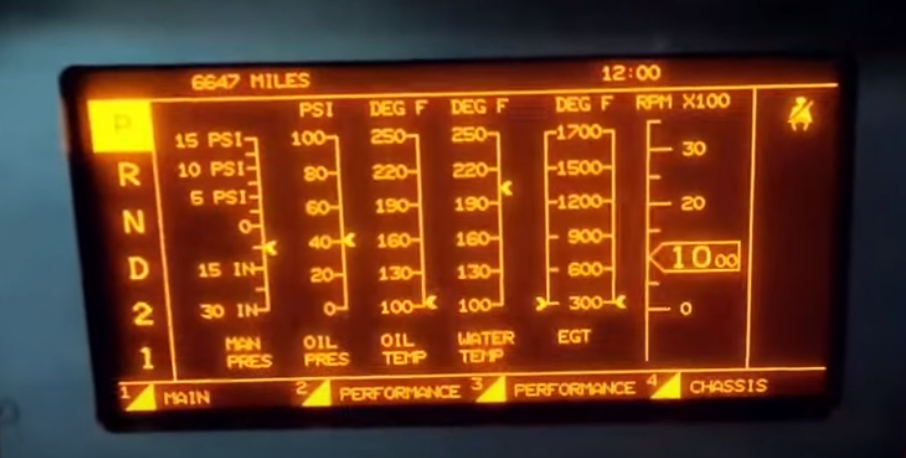 6647 MILES 12:00
PSI DEG F DEG F DEG F RPM X100
P
R
N
D
2
1
15 PSI
10 PSI
5 PSI
0
15 IN
30 IN
MAN
PRES
100
80
60
40
20
0
OIL
PRES
250
220
190
160
130
100
OIL
TEMP
250
220
190
160
130
100
WATER
TEMP
1700
1500
1200
900
600
300
EGT
30
20
1000
0
1 MAIN 2 PERFORMANCE 3 PERFORMANCE 4 CHASSIS